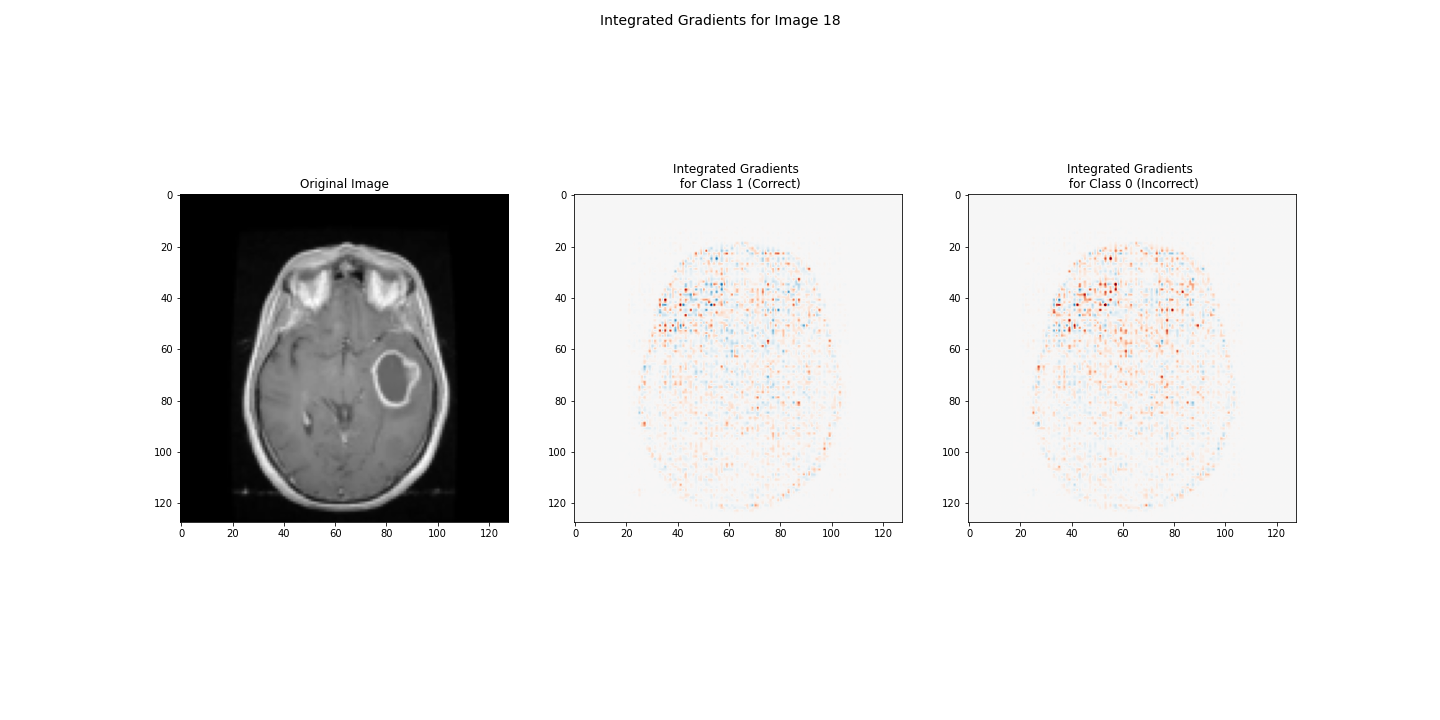 Integrated Gradients for Image 18
Original Image
0
20
40
60
80
100
120
0 20 40 60 80 100 120
Integrated Gradients
for Class 1 (Correct)
0
20
40
60
80
100
120
0 20 40 60 80 100 120
Integrated Gradients
for Class 0 (Incorrect)
0
20
40
60
80
100
120
0 20 40 60 80 100 120